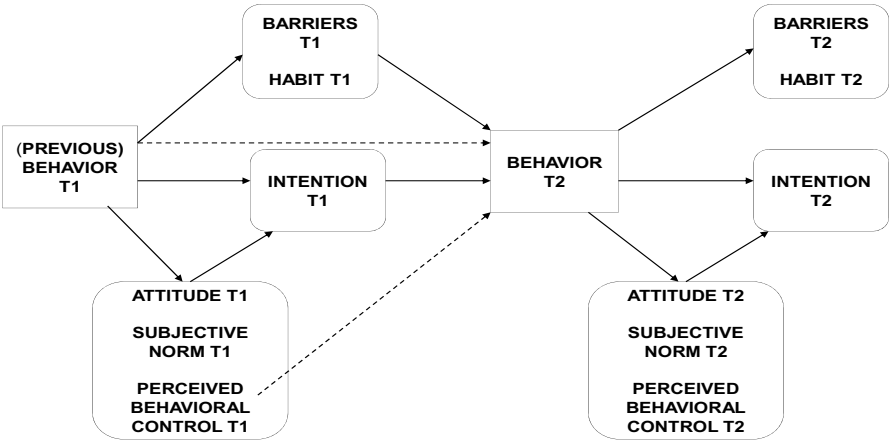 BARRIERS
T1
HABIT T1
(PREVIOUS)
BEHAVIOR
T1
INTENTION
T1
ATTITUDE T1
SUBJECTIVE
NORM T1
PERCEIVED
BEHAVIORAL
CONTROL T1
BEHAVIOR
T2
BARRIERS
T2
HABIT T2
INTENTION
T2
ATTITUDE T2
SUBJECTIVE
NORM T2
PERCEIVED
BEHAVIORAL
CONTROL T2